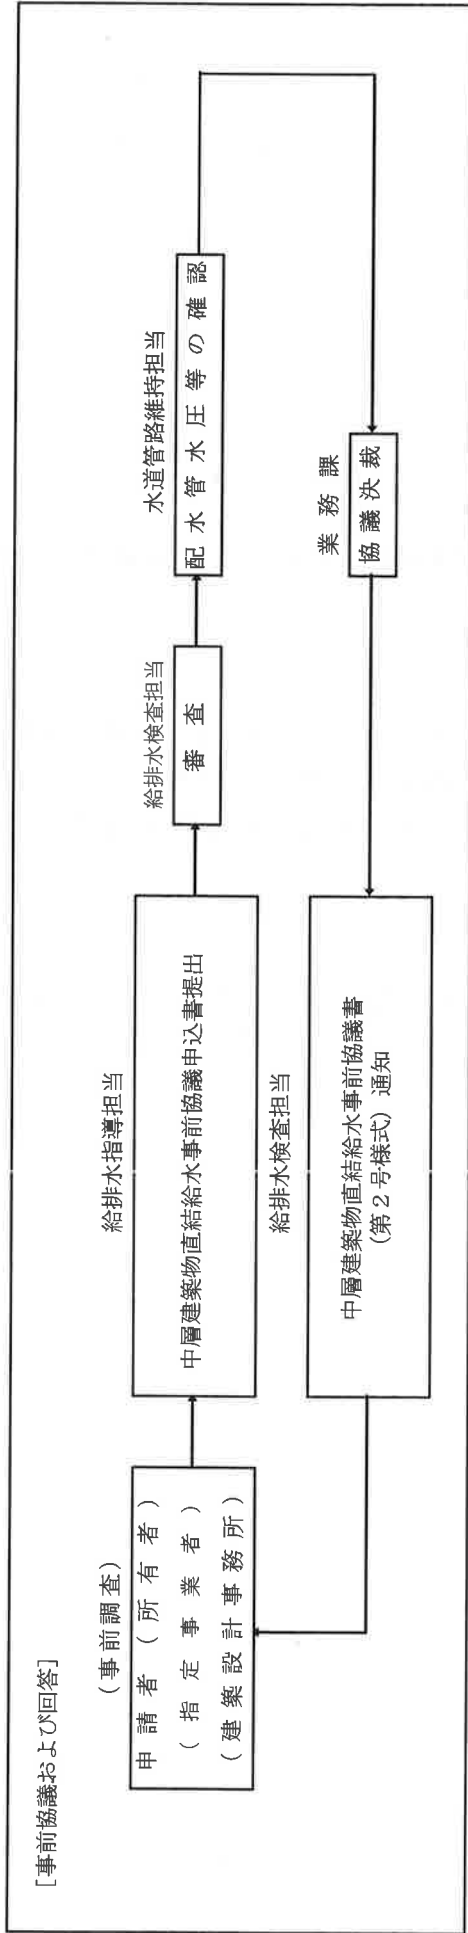 [事前協議および回答]
(事前調査)
申請者(所有者)
(指定事業者)
(建築設計事務所)
給排水指導担当
中層建築物直結給水事前協議申込書提出
給排水検査担当
審査
水道管路維持担当
配水管水圧等の確認
業務課
協議決裁
給排水検査担当
中層建築物直結給水事前協議書
(第2号様式)通知